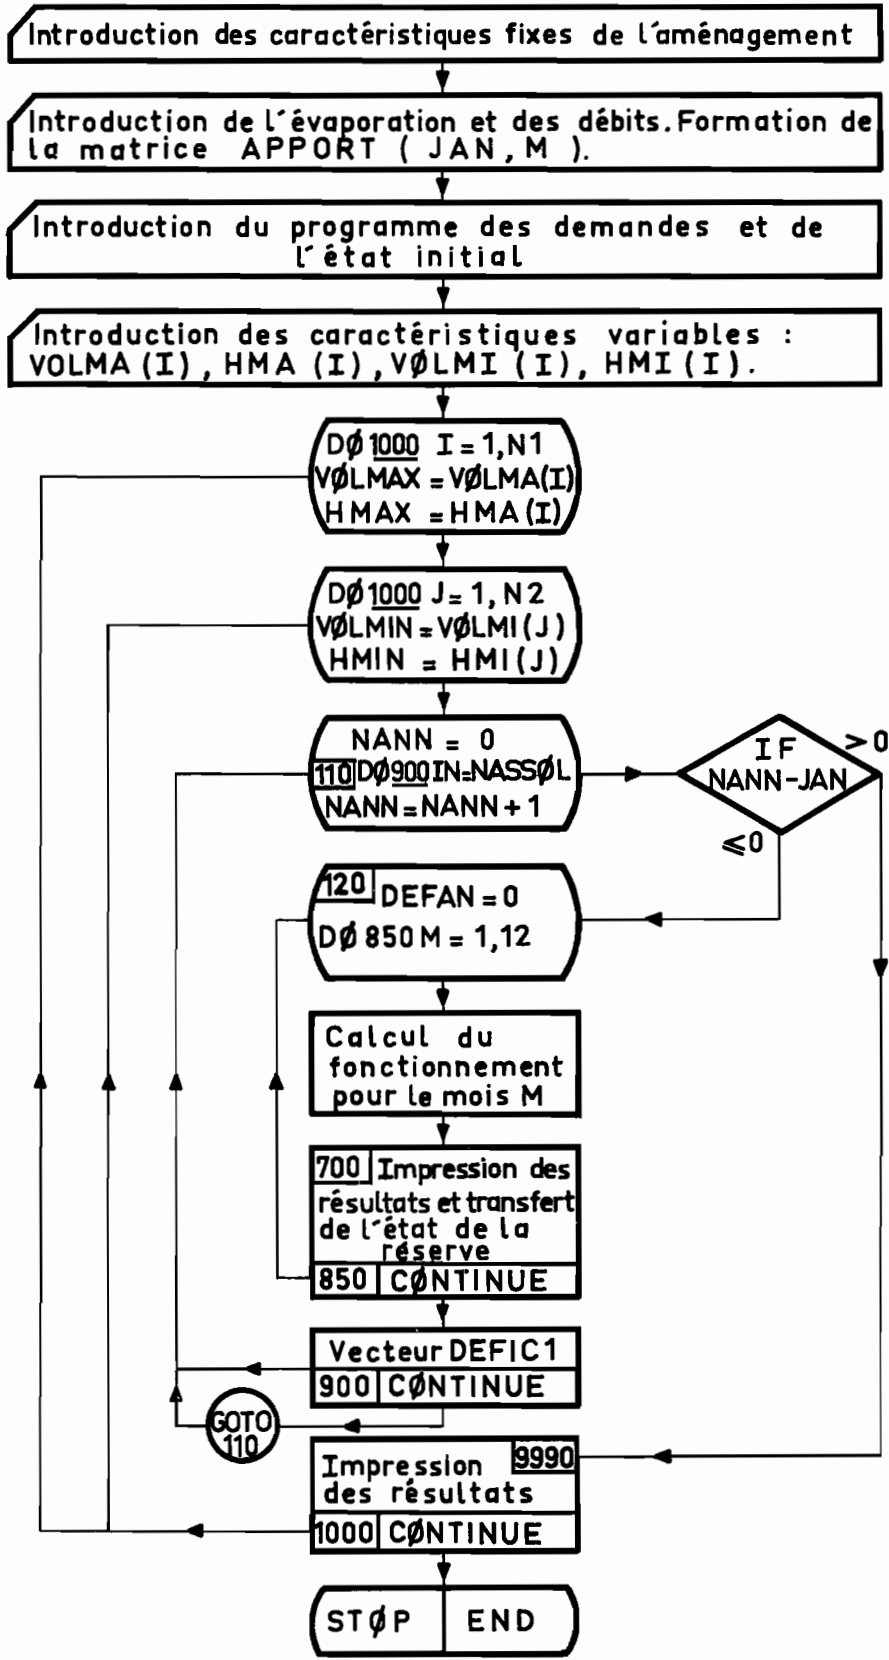 Introduction des caractéristiques fixes de l'aménagement
Introduction de l'évaporation et des débits. Formation de
la matrice APPORT ( JAN, M ).
Introduction du programme des demandes et de
l'état initial
Introduction des caractéristiques variables :
VOLMA (I), HMA (I), VØLMI (I), HMI (I).
DØ 1000 I = 1, N1
VØLMAX = VØLMA(I)
HMAX = HMA(I)
DØ 1000 J = 1, N2
VØLMIN = VØLMI(J)
HMIN = HMI(J)
NANN = 0
110 DØ 900 IN=NASSØL
NANN = NANN + 1
IF
NANN-JAN
> 0
⩽0
120 DEFAN = 0
DØ 850 M = 1,12
Calcul du
fonctionnement
pour le mois M
700 Impression des
résultats et transfert
de l'état de la
réserve
850 CØNTINUE
Vecteur DEFIC1
900 CØNTINUE
GOTO
110
Impression 9990
des résultats
1000 CØNTINUE
STØP END